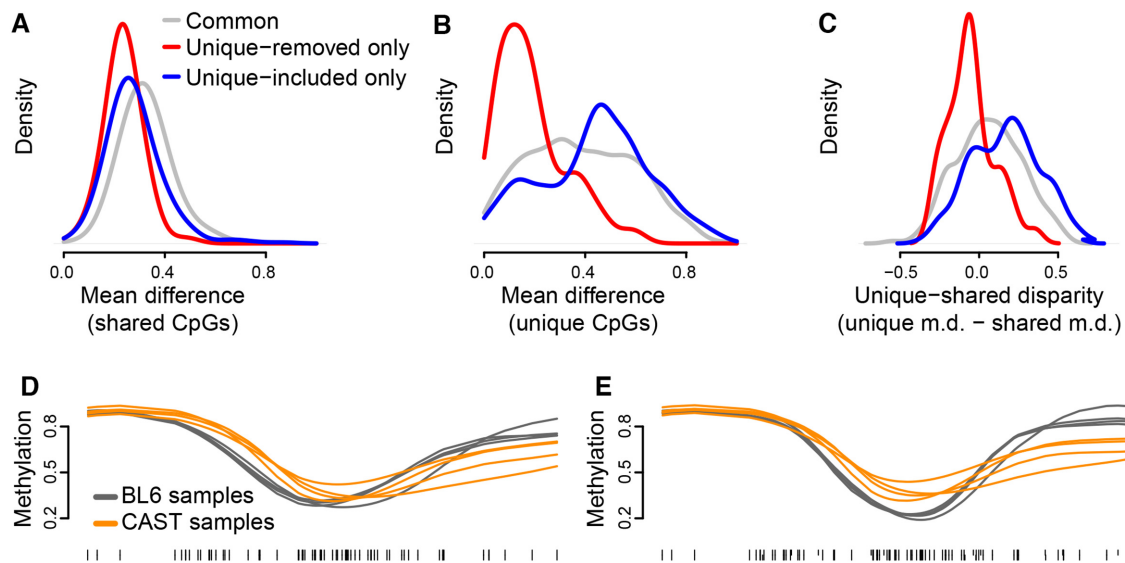 A
Common
Unique−removed only
Unique−included only
Density
0.0 0.4 0.8
Mean difference
(shared CpGs)
B
Density
0.0 0.4 0.8
Mean difference
(unique CpGs)
C
Density
−0.5 0.0 0.5
Unique−shared disparity
(unique m.d. − shared m.d.)
D
Methylation
0.2 0.5 0.8
BL6 samples
CAST samples
E
Methylation
0.2 0.5 0.8